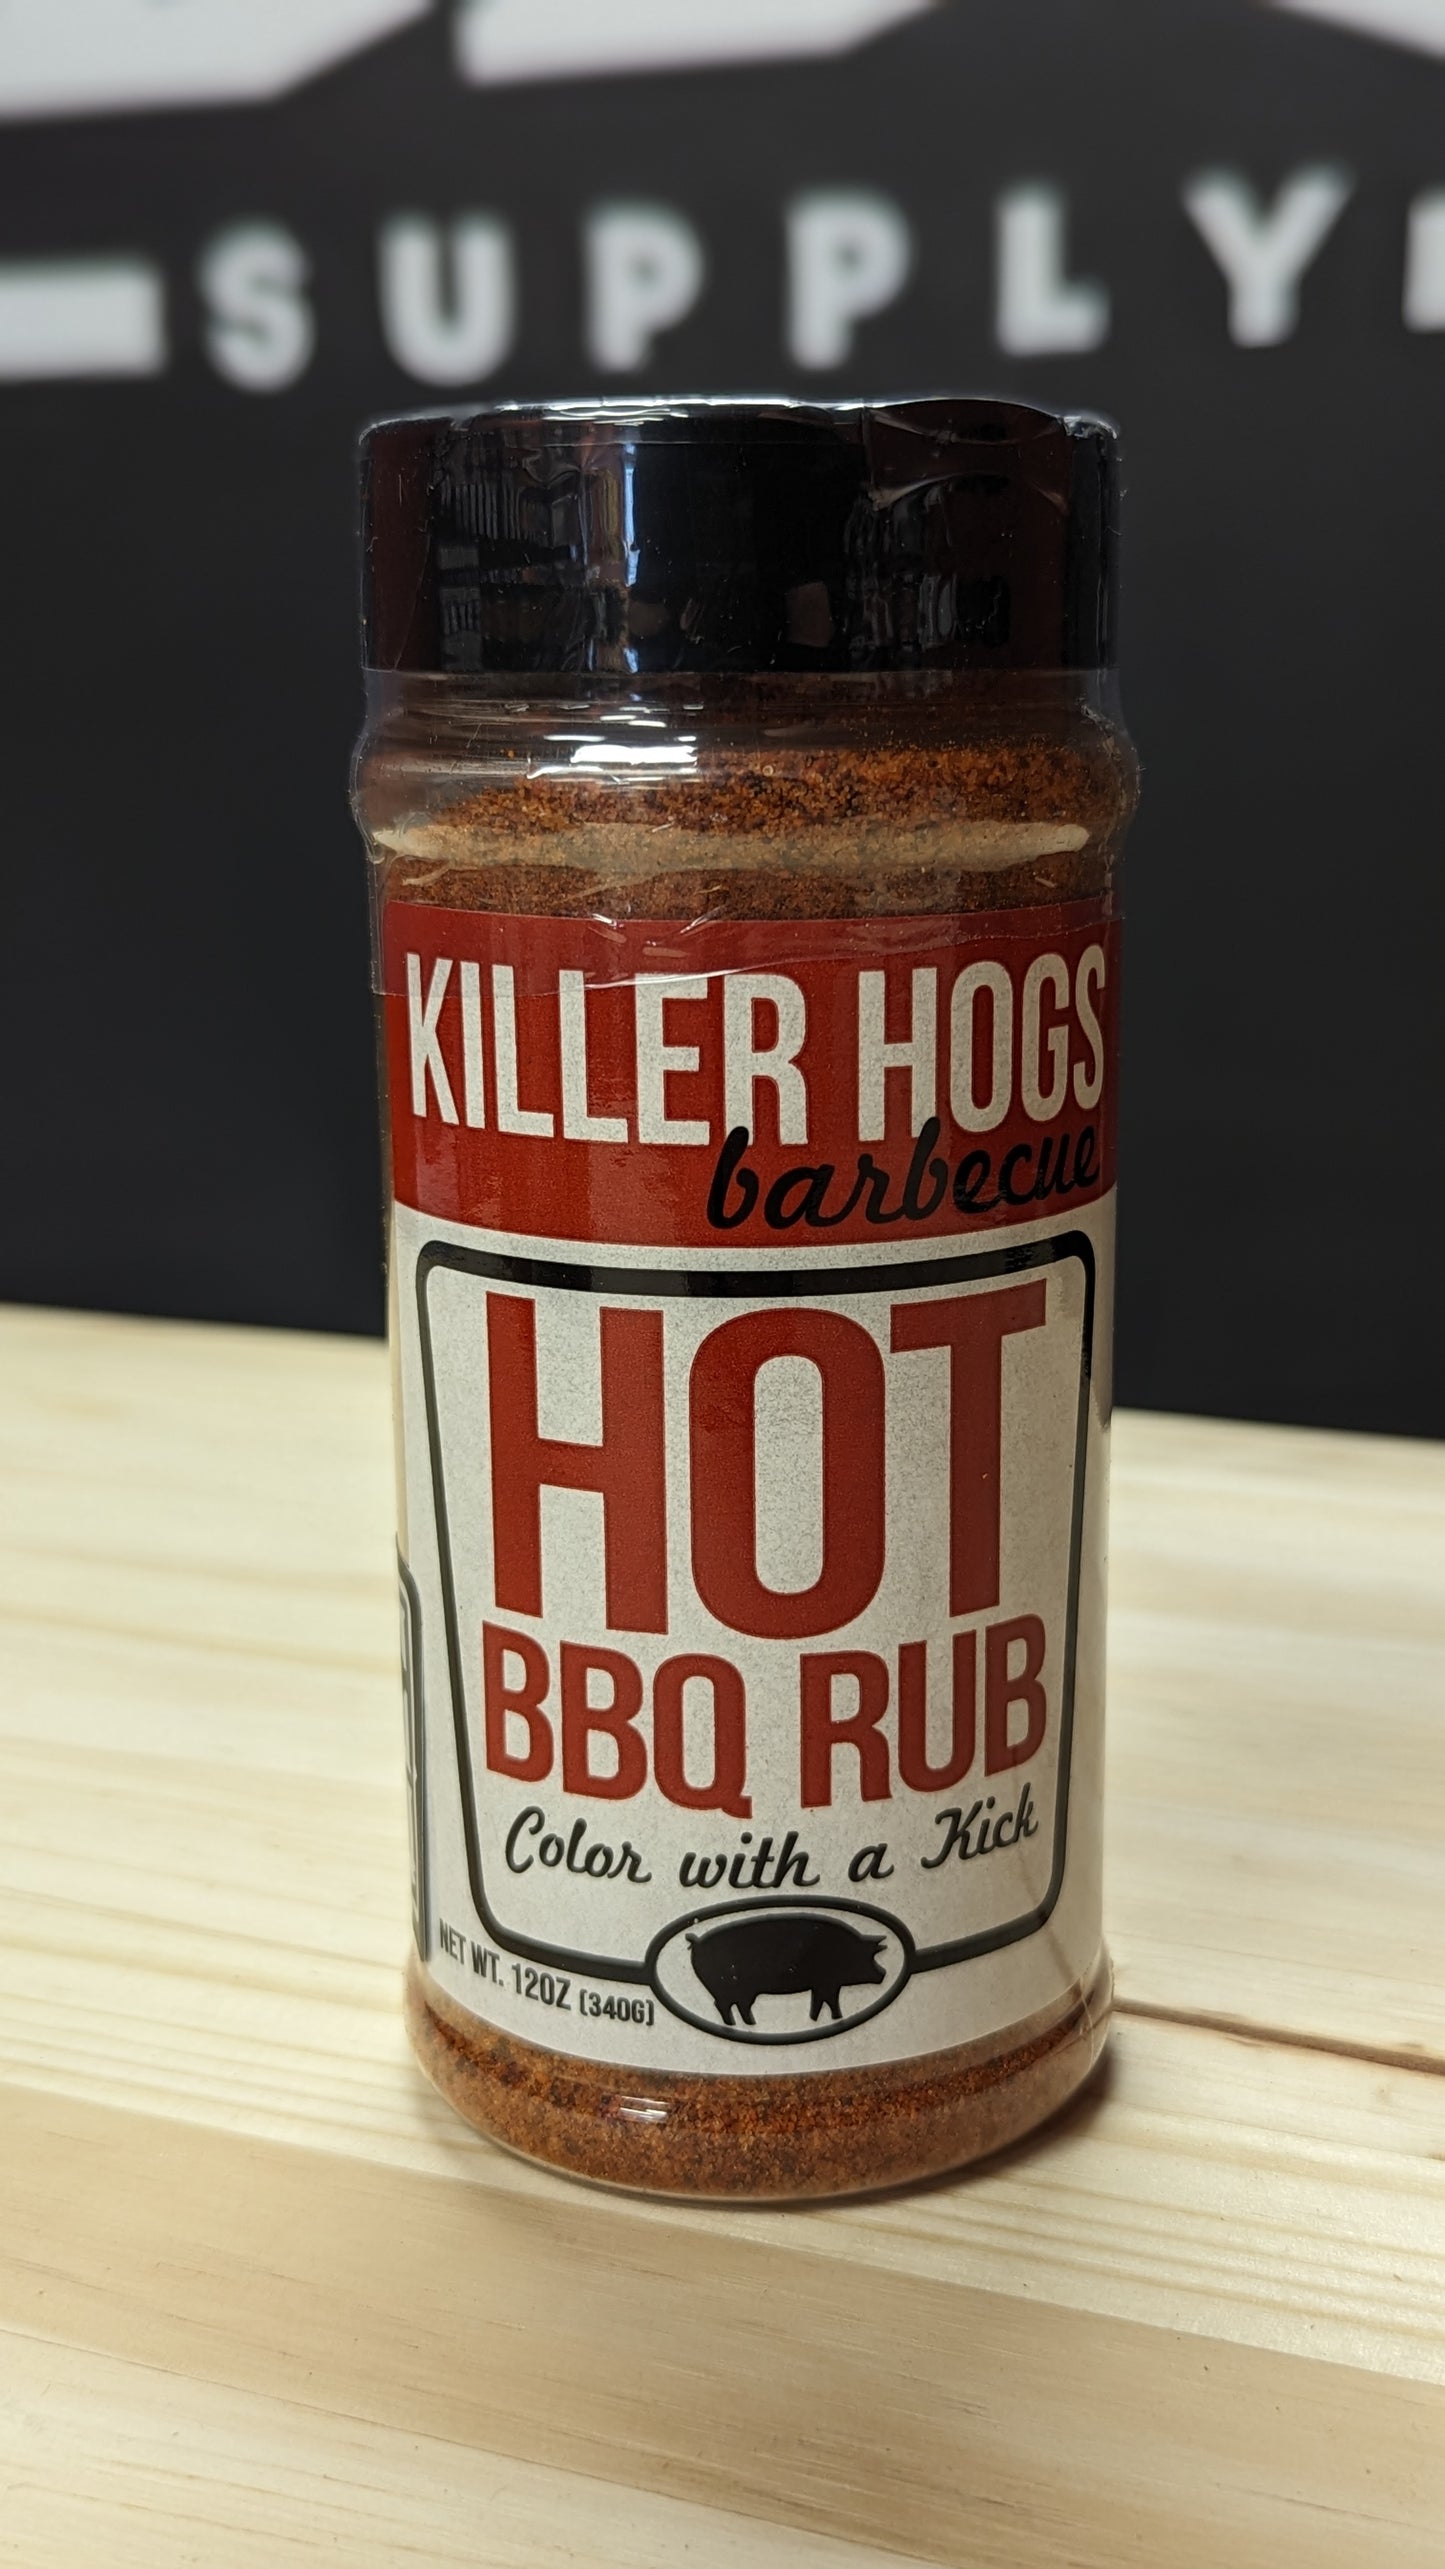 SUPPLY
KILLER HOGS
barbecue
HOT
BBQ RUB
Color with a Kick
NET WT. 12OZ (340G)